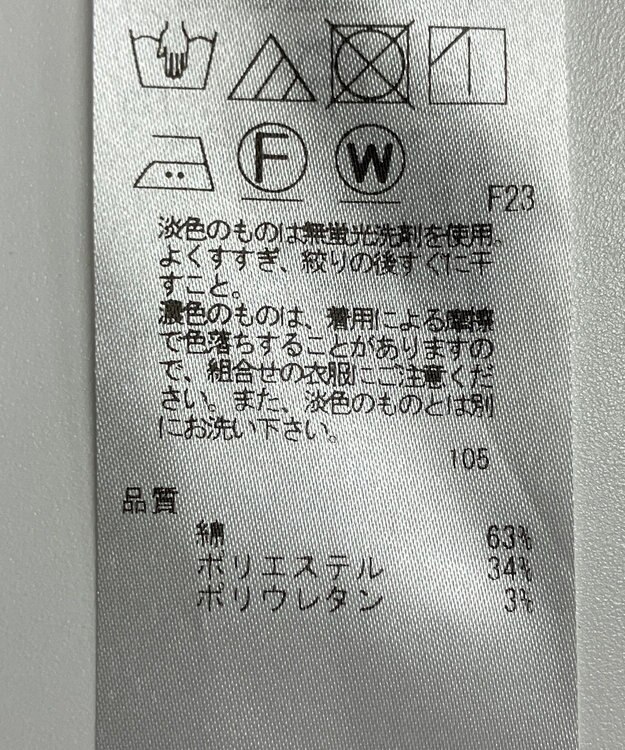 F W
F23
淡色のものは無蛍光洗剤を使用。
よくすすぎ、絞りの後すぐに干
すこと。
濃色のものは、着用による摩擦
で色落ちすることがありますの
で、組合せの衣服にご注意くだ
さい。また、淡色のものとは別
にお洗い下さい。
105
品質
綿 63%
ポリエステル 34%
ポリウレタン 3%